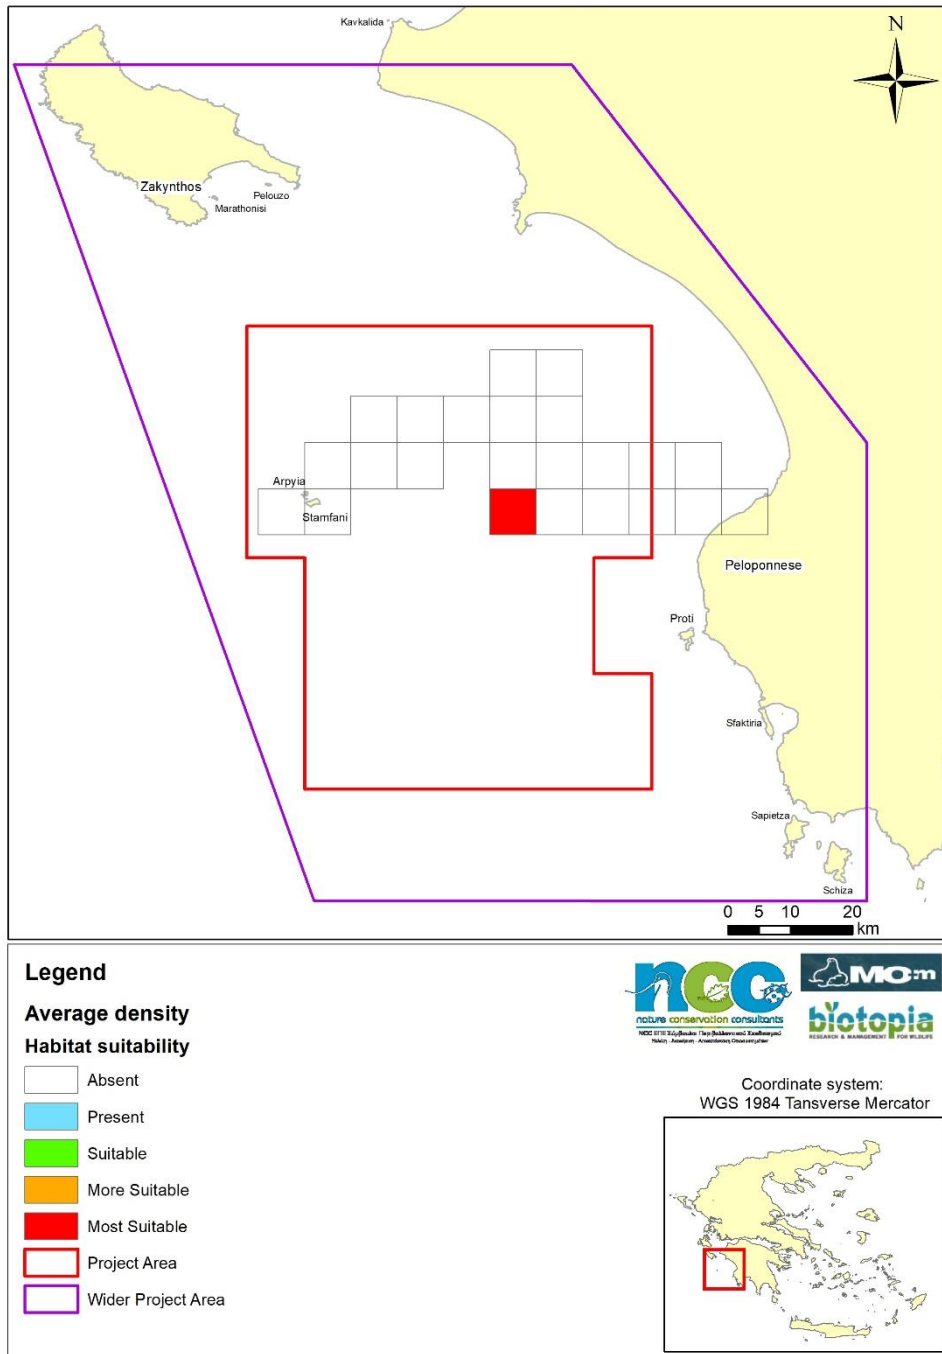 Kavkalida
N
Zakynthos
Pelouzo
Marathonisi
Arpyia
Stamfani
Peloponnese
Proti
Sfaktiria
Sapietza
Schiza
0 5 10 20
km
Legend
Average density
Habitat suitability
Absent
Present
Suitable
More Suitable
Most Suitable
Project Area
Wider Project Area
ncc
nature conservation consultants
MOm
biotopia
RESEARCH & MANAGEMENT FOR WILDLIFE
Coordinate system:
WGS 1984 Tansverse Mercator